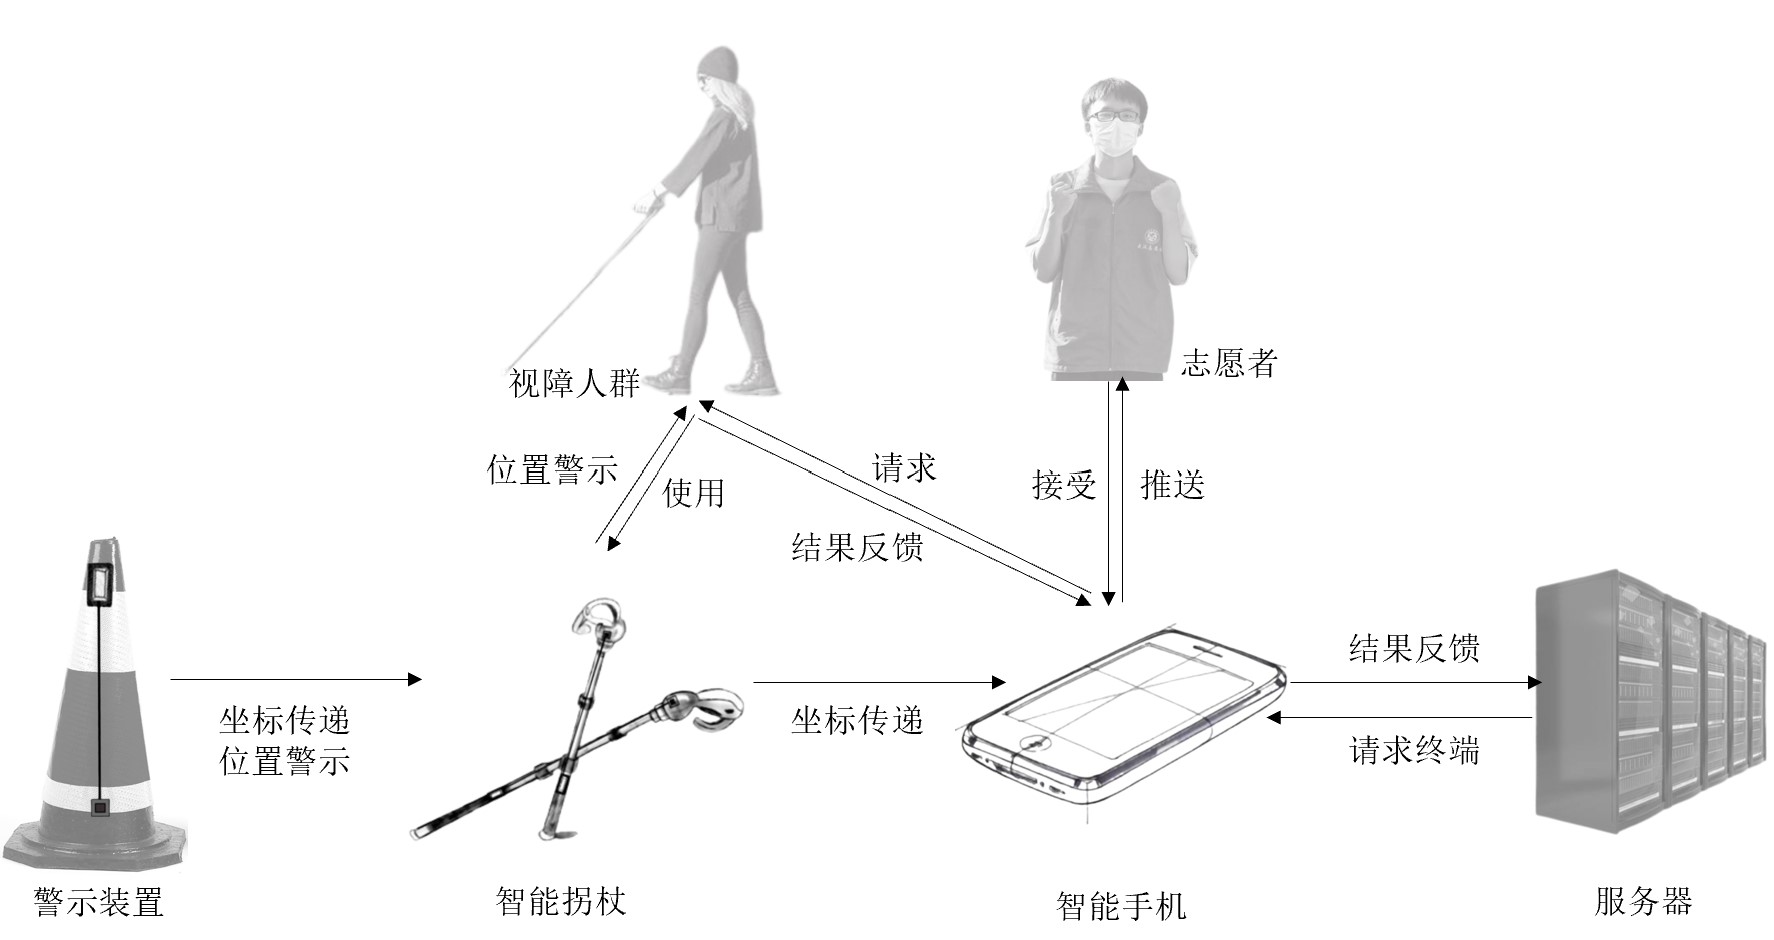 志愿者
视障人群
位置警示
使用
请求
接受
推送
结果反馈
结果反馈
坐标传递
位置警示
坐标传递
请求终端
警示装置
智能拐杖
智能手机
服务器